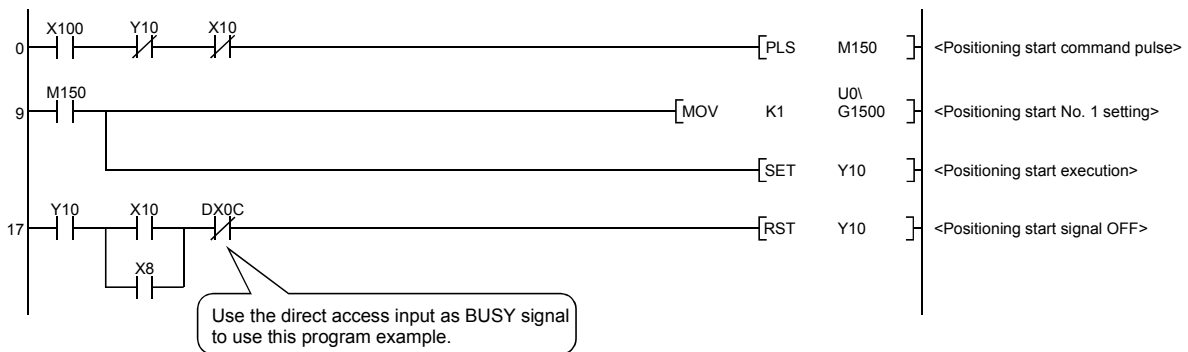 X100 Y10 X10
0 PLS M150 <Positioning start command pulse>
M150
9 MOV K1 U0\ G1500 <Positioning start No. 1 setting>
SET Y10 <Positioning start execution>
Y10 X10 DX0C
17 RST Y10 <Positioning start signal OFF>
X8
Use the direct access input as BUSY signal
to use this program example.